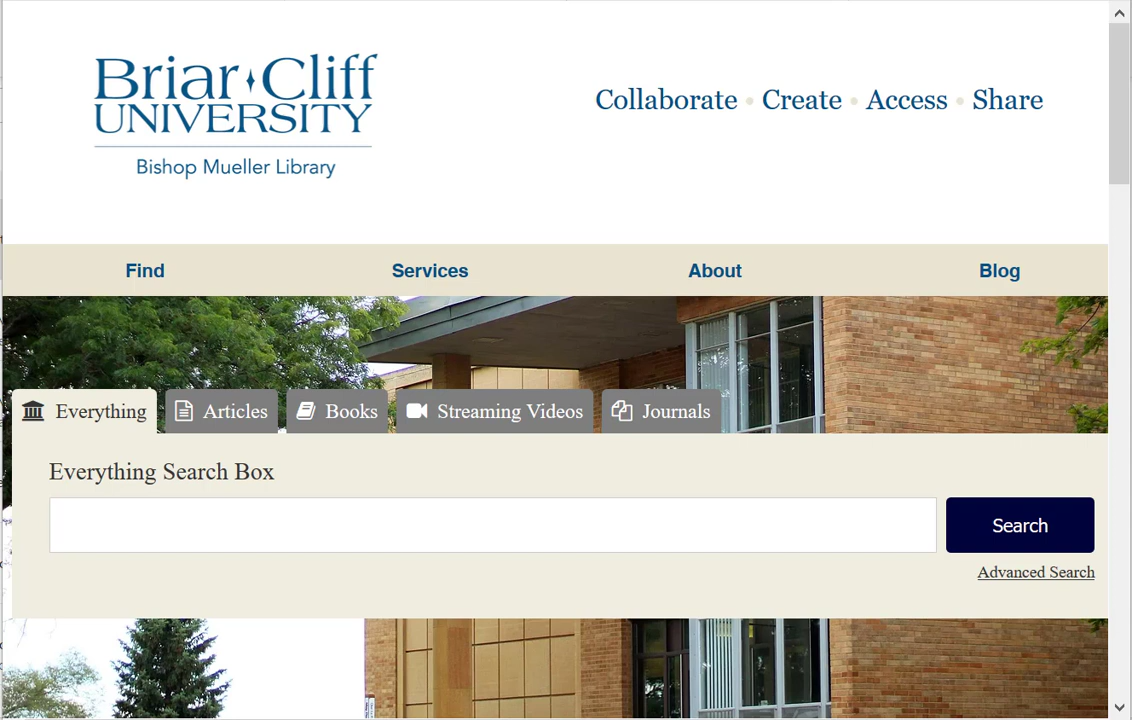 Briar Cliff
UNIVERSITY
Bishop Mueller Library
Collaborate • Create • Access • Share
Find Services About Blog
Everything Articles Books Streaming Videos Journals
Everything Search Box
Search
Advanced Search